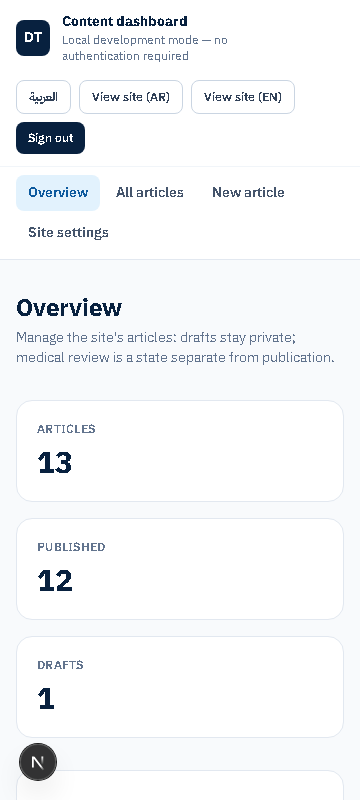 DT
Content dashboard
Local development mode — no
authentication required
العربية
View site (AR)
View site (EN)
Sign out
Overview
All articles
New article
Site settings
Overview
Manage the site's articles: drafts stay private;
medical review is a state separate from publication.
ARTICLES
13
PUBLISHED
12
DRAFTS
1
N